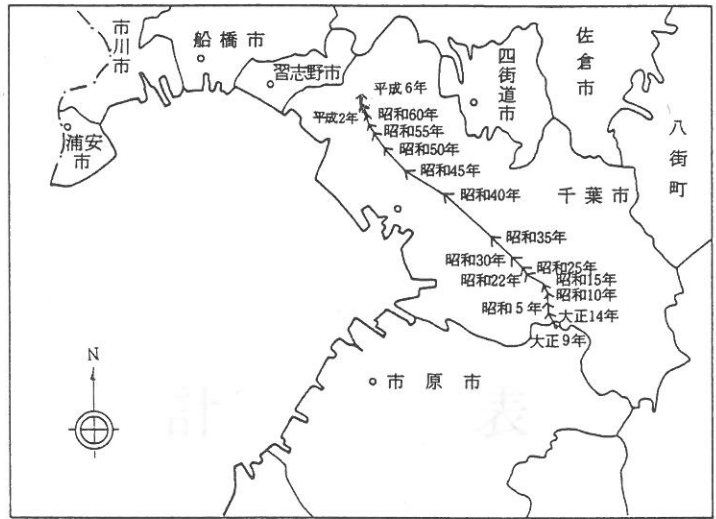 市川市
船橋市
習志野市
浦安市
四街道市
佐倉市
八街町
千葉市
平成6年
平成2年
昭和60年
昭和55年
昭和50年
昭和45年
昭和40年
昭和35年
昭和30年
昭和25年
昭和22年
昭和15年
昭和10年
昭和5年
大正14年
大正9年
市原市
N